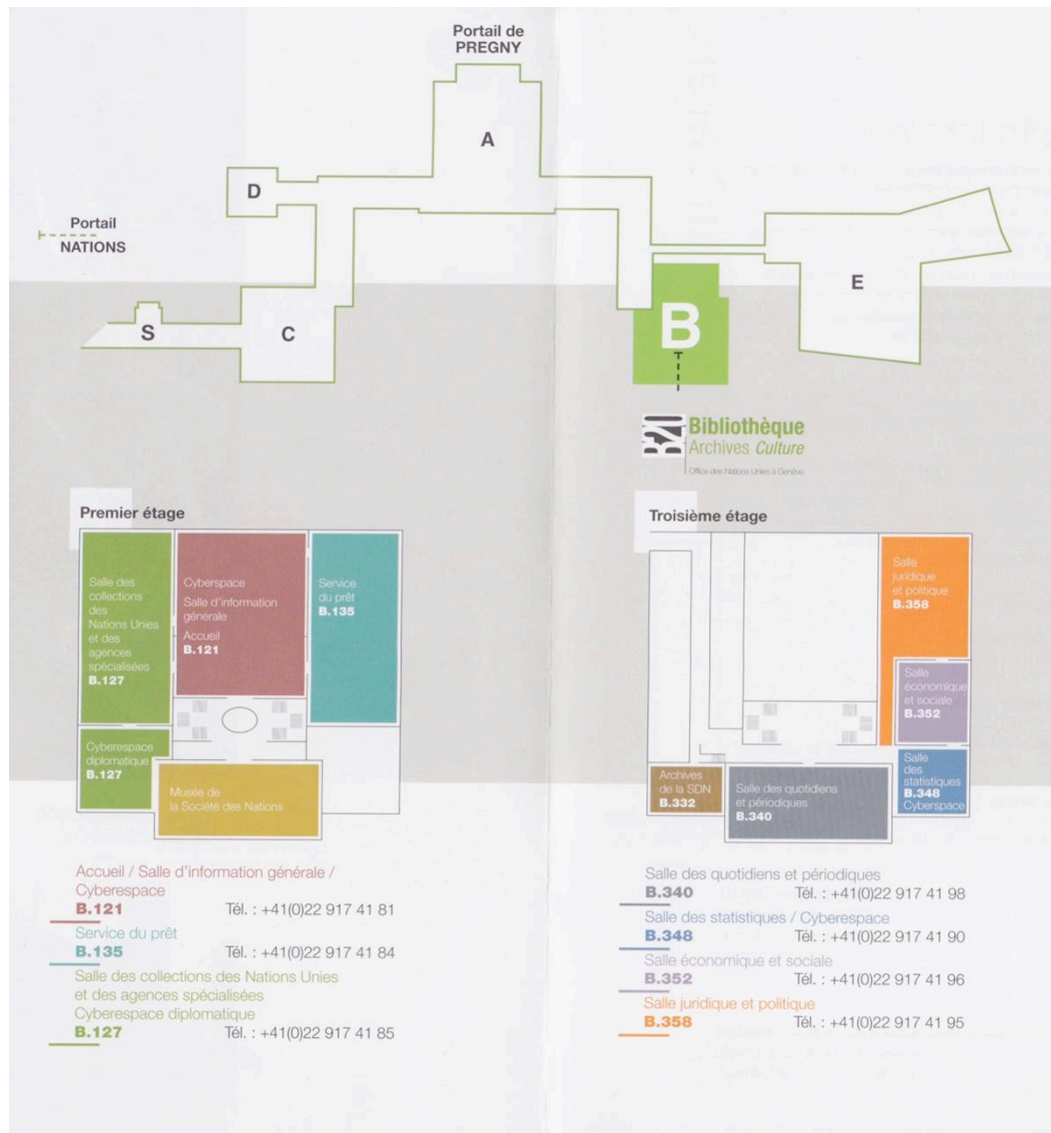 Portail de
PREGNY
A
D
Portail
NATIONS
E
S
C
B
Bibliothèque
Archives Culture
Office des Nations Unies à Genève
Premier étage
Salle des
collections
des
Nations Unies
et des
agences
spécialisées
B.127
Cyberspace
Salle d'information
générale
Accueil
B.121
Service
du prêt
B.135
Cyberespace
diplomatique
B.127
Musée de
la Société des Nations
Troisième étage
Salle
juridique
et politique
B.358
Salle
économique
et sociale
B.352
Salle
des
statistiques
B.348
Cyberspace
Archives
de la SDN
B.332
Salle des quotidiens
et périodiques
B.340
Accueil / Salle d'information générale /
Cyberespace
B.121 Tél. : +41(0)22 917 41 81
Service du prêt
B.135 Tél. : +41(0)22 917 41 84
Salle des collections des Nations Unies
et des agences spécialisées
Cyberespace diplomatique
B.127 Tél. : +41(0)22 917 41 85
Salle des quotidiens et périodiques
B.340 Tél. : +41(0)22 917 41 98
Salle des statistiques / Cyberespace
B.348 Tél. : +41(0)22 917 41 90
Salle économique et sociale
B.352 Tél. : +41(0)22 917 41 96
Salle juridique et politique
B.358 Tél. : +41(0)22 917 41 95